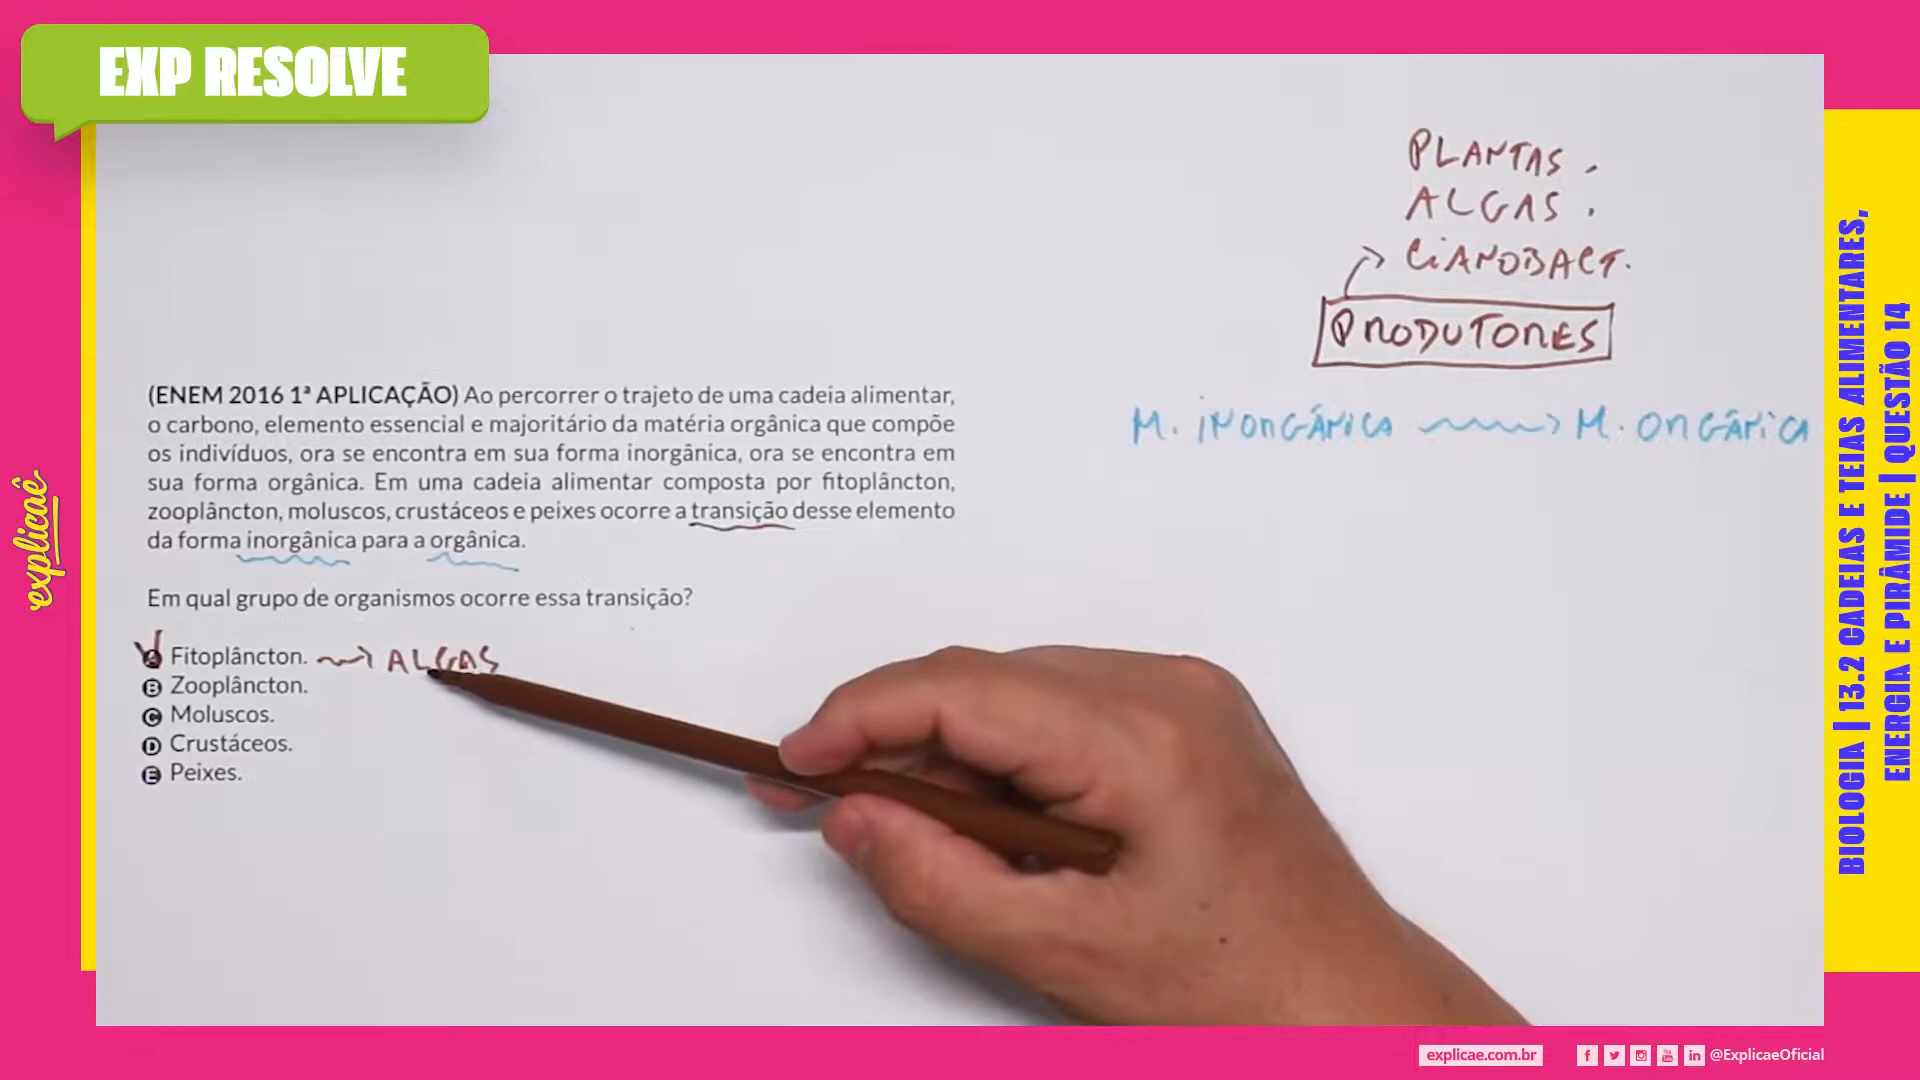 EXP RESOLVE
PLANTAS.
ALGAS.
CIANOBACT.
PRODUTORES
M. INORGÂNICA → M. ORGÂNICA
(ENEM 2016 1ª APLICAÇÃO) Ao percorrer o trajeto de uma cadeia alimentar,
o carbono, elemento essencial e majoritário da matéria orgânica que compõe
os indivíduos, ora se encontra em sua forma inorgânica, ora se encontra em
sua forma orgânica. Em uma cadeia alimentar composta por fitoplâncton,
zooplâncton, moluscos, crustáceos e peixes ocorre a transição desse elemento
da forma inorgânica para a orgânica.
Em qual grupo de organismos ocorre essa transição?
A Fitoplâncton. → ALGAS
B Zooplâncton.
C Moluscos.
D Crustáceos.
E Peixes.
explicaê
BIOLOGIA | 13.2 CADEIAS E TEIAS ALIMENTARES,
ENERGIA E PIRÂMIDE | QUESTÃO 14
explicae.com.br
@ExplicaeOficial